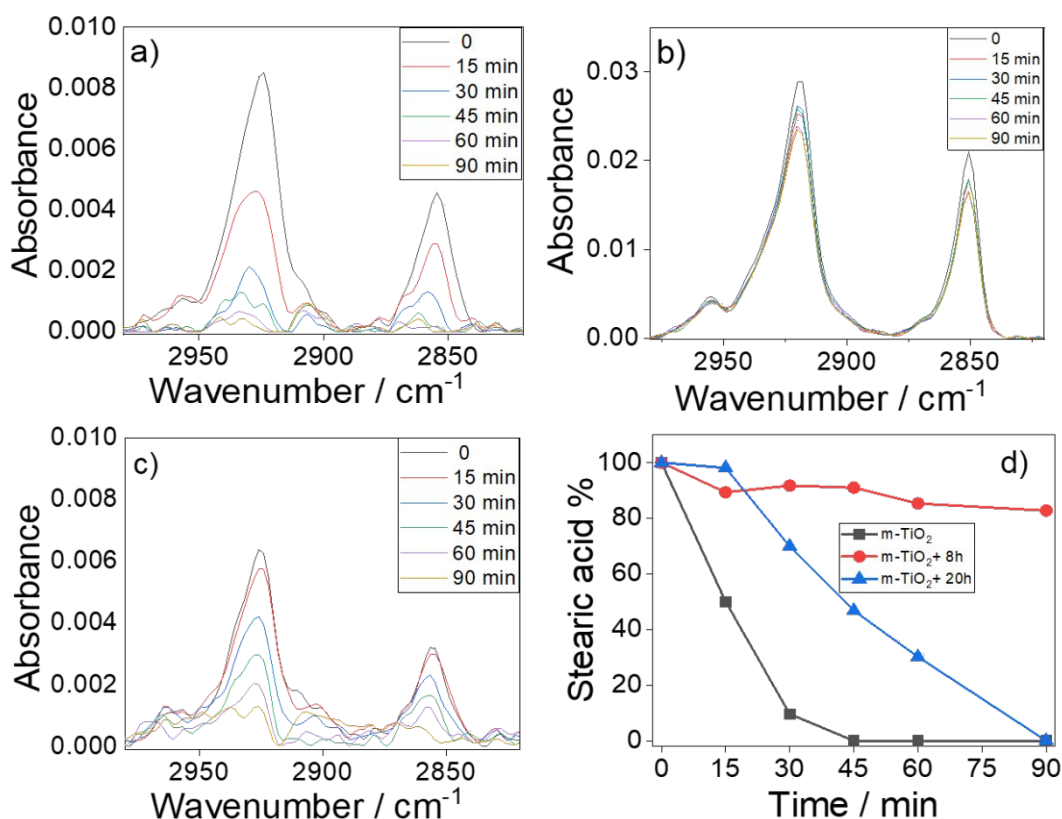 a)
0.010
0.008
0.006
0.004
0.002
0.000
Absorbance
0
15 min
30 min
45 min
60 min
90 min
2950
2900
2850
Wavenumber / cm⁻¹
b)
0.03
0.02
0.01
0.00
Absorbance
0
15 min
30 min
45 min
60 min
90 min
2950
2900
2850
Wavenumber / cm⁻¹
c)
0.010
0.008
0.006
0.004
0.002
0.000
Absorbance
0
15 min
30 min
45 min
60 min
90 min
2950
2900
2850
Wavenumber / cm⁻¹
d)
100
80
60
40
20
0
Stearic acid %
m-TiO₂
m-TiO₂+ 8h
m-TiO₂+ 20h
0
15
30
45
60
75
90
Time / min